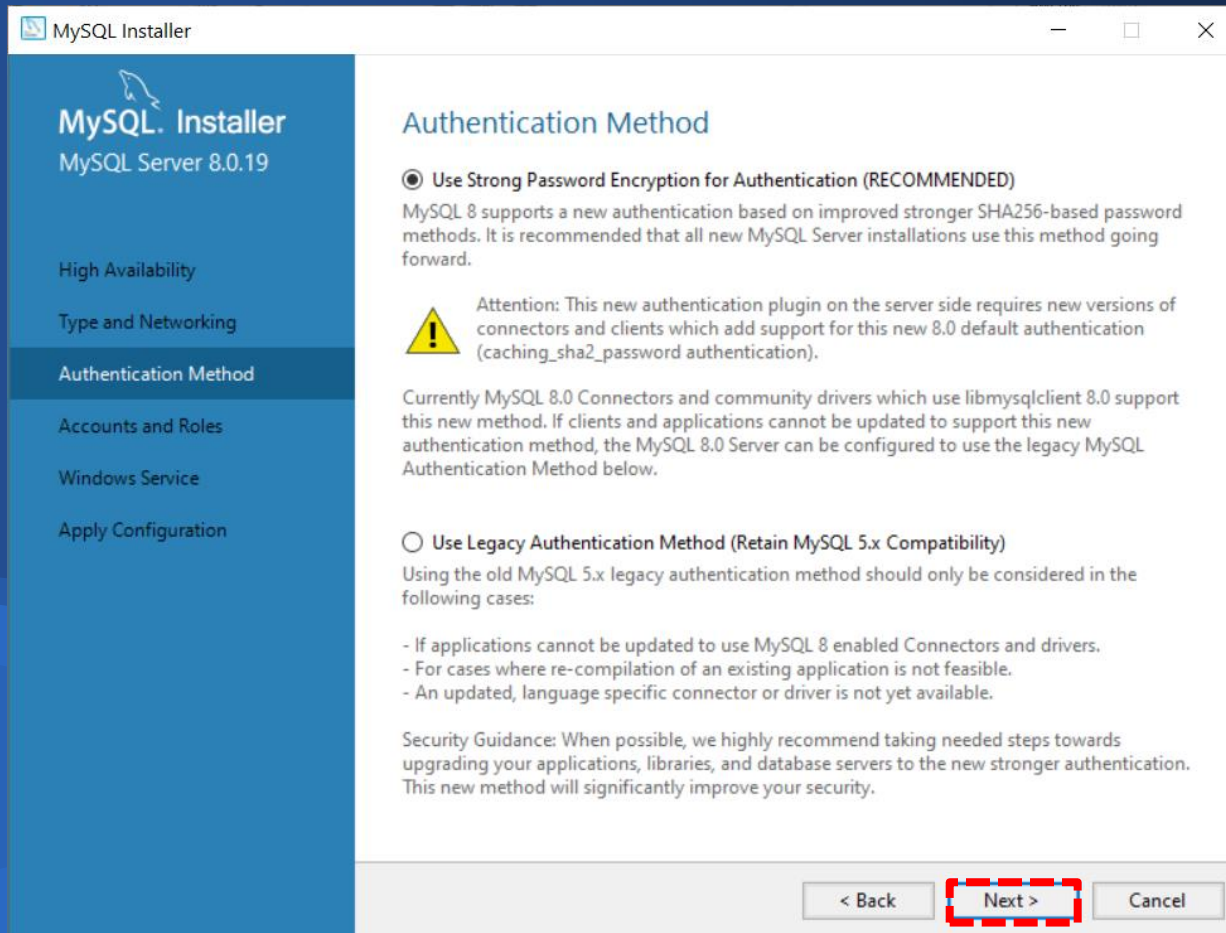 MySQL Installer
MySQL. Installer
MySQL Server 8.0.19
High Availability
Type and Networking
Authentication Method
Accounts and Roles
Windows Service
Apply Configuration
Authentication Method
Use Strong Password Encryption for Authentication (RECOMMENDED)
MySQL 8 supports a new authentication based on improved stronger SHA256-based password
methods. It is recommended that all new MySQL Server installations use this method going
forward.
Attention: This new authentication plugin on the server side requires new versions of
connectors and clients which add support for this new 8.0 default authentication
(caching_sha2_password authentication).
Currently MySQL 8.0 Connectors and community drivers which use libmysqlclient 8.0 support
this new method. If clients and applications cannot be updated to support this new
authentication method, the MySQL 8.0 Server can be configured to use the legacy MySQL
Authentication Method below.
Use Legacy Authentication Method (Retain MySQL 5.x Compatibility)
Using the old MySQL 5.x legacy authentication method should only be considered in the
following cases:
- If applications cannot be updated to use MySQL 8 enabled Connectors and drivers.
- For cases where re-compilation of an existing application is not feasible.
- An updated, language specific connector or driver is not yet available.
Security Guidance: When possible, we highly recommend taking needed steps towards
upgrading your applications, libraries, and database servers to the new stronger authentication.
This new method will significantly improve your security.
< Back
Next >
Cancel